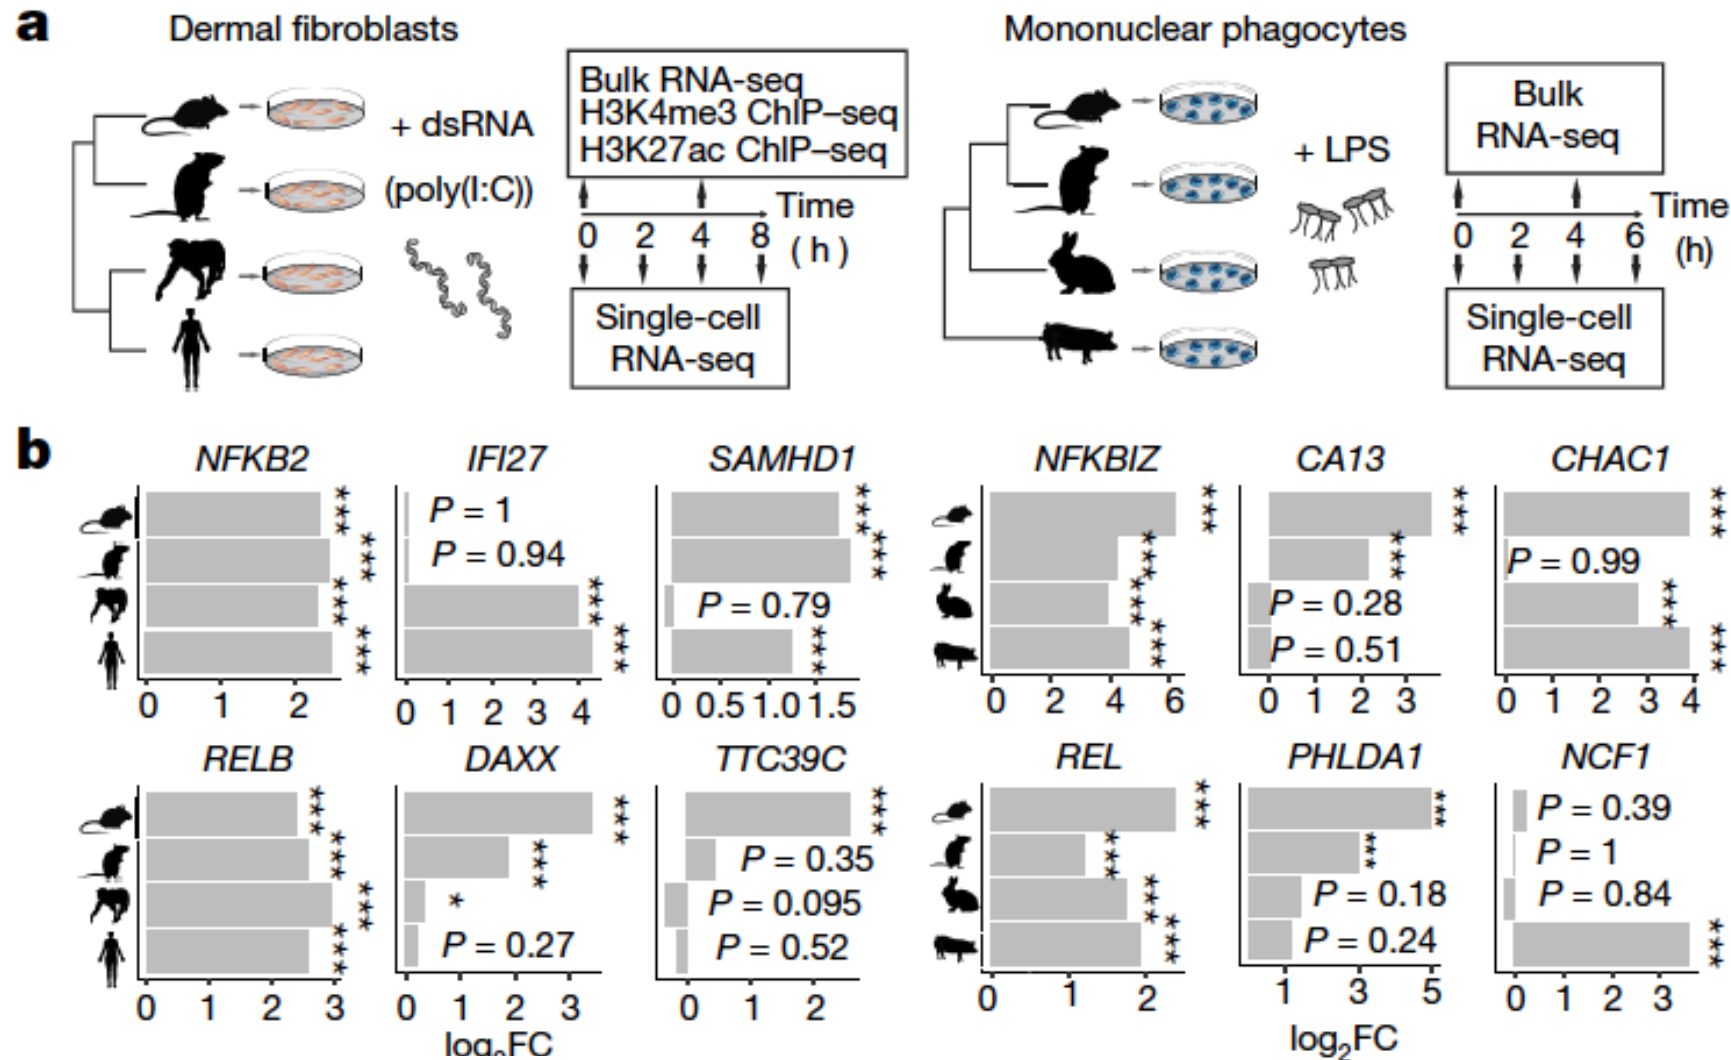 a
Dermal fibroblasts
Mononuclear phagocytes
+ dsRNA
(poly(I:C))
Bulk RNA-seq
H3K4me3 ChIP–seq
H3K27ac ChIP–seq
Time
(h)
0 2 4 8
Single-cell
RNA-seq
+ LPS
Bulk
RNA-seq
Time
(h)
0 2 4 6
Single-cell
RNA-seq
b
NFKB2
***
***
***
***
0 1 2
IFI27
P = 1
P = 0.94
***
***
0 1 2 3 4
SAMHD1
***
***
P = 0.79
***
0 0.5 1.0 1.5
NFKBIZ
***
***
***
***
0 2 4 6
CA13
***
***
P = 0.28
P = 0.51
0 1 2 3
CHAC1
***
P = 0.99
***
***
0 1 2 3 4
RELB
***
***
***
***
0 1 2 3
DAXX
***
***
*
P = 0.27
0 1 2 3
log2FC
TTC39C
***
P = 0.35
P = 0.095
P = 0.52
0 1 2
REL
***
***
***
***
0 1 2
PHLDA1
***
***
P = 0.18
P = 0.24
1 3 5
log2FC
NCF1
P = 0.39
P = 1
P = 0.84
***
0 1 2 3